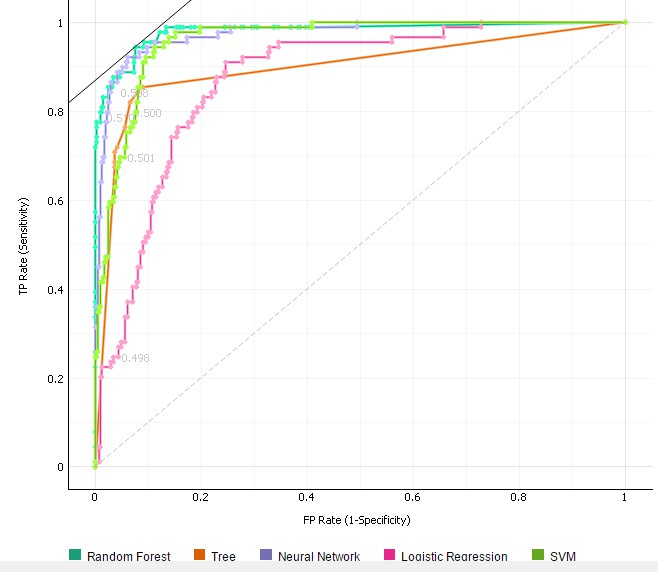 1
0.8
0.6
0.4
0.2
0
TP Rate (Sensitivity)
0.500
0.501
0.498
0 0.2 0.4 0.6 0.8 1
FP Rate (1-Specificity)
Random Forest Tree Neural Network Logistic Regression SVM